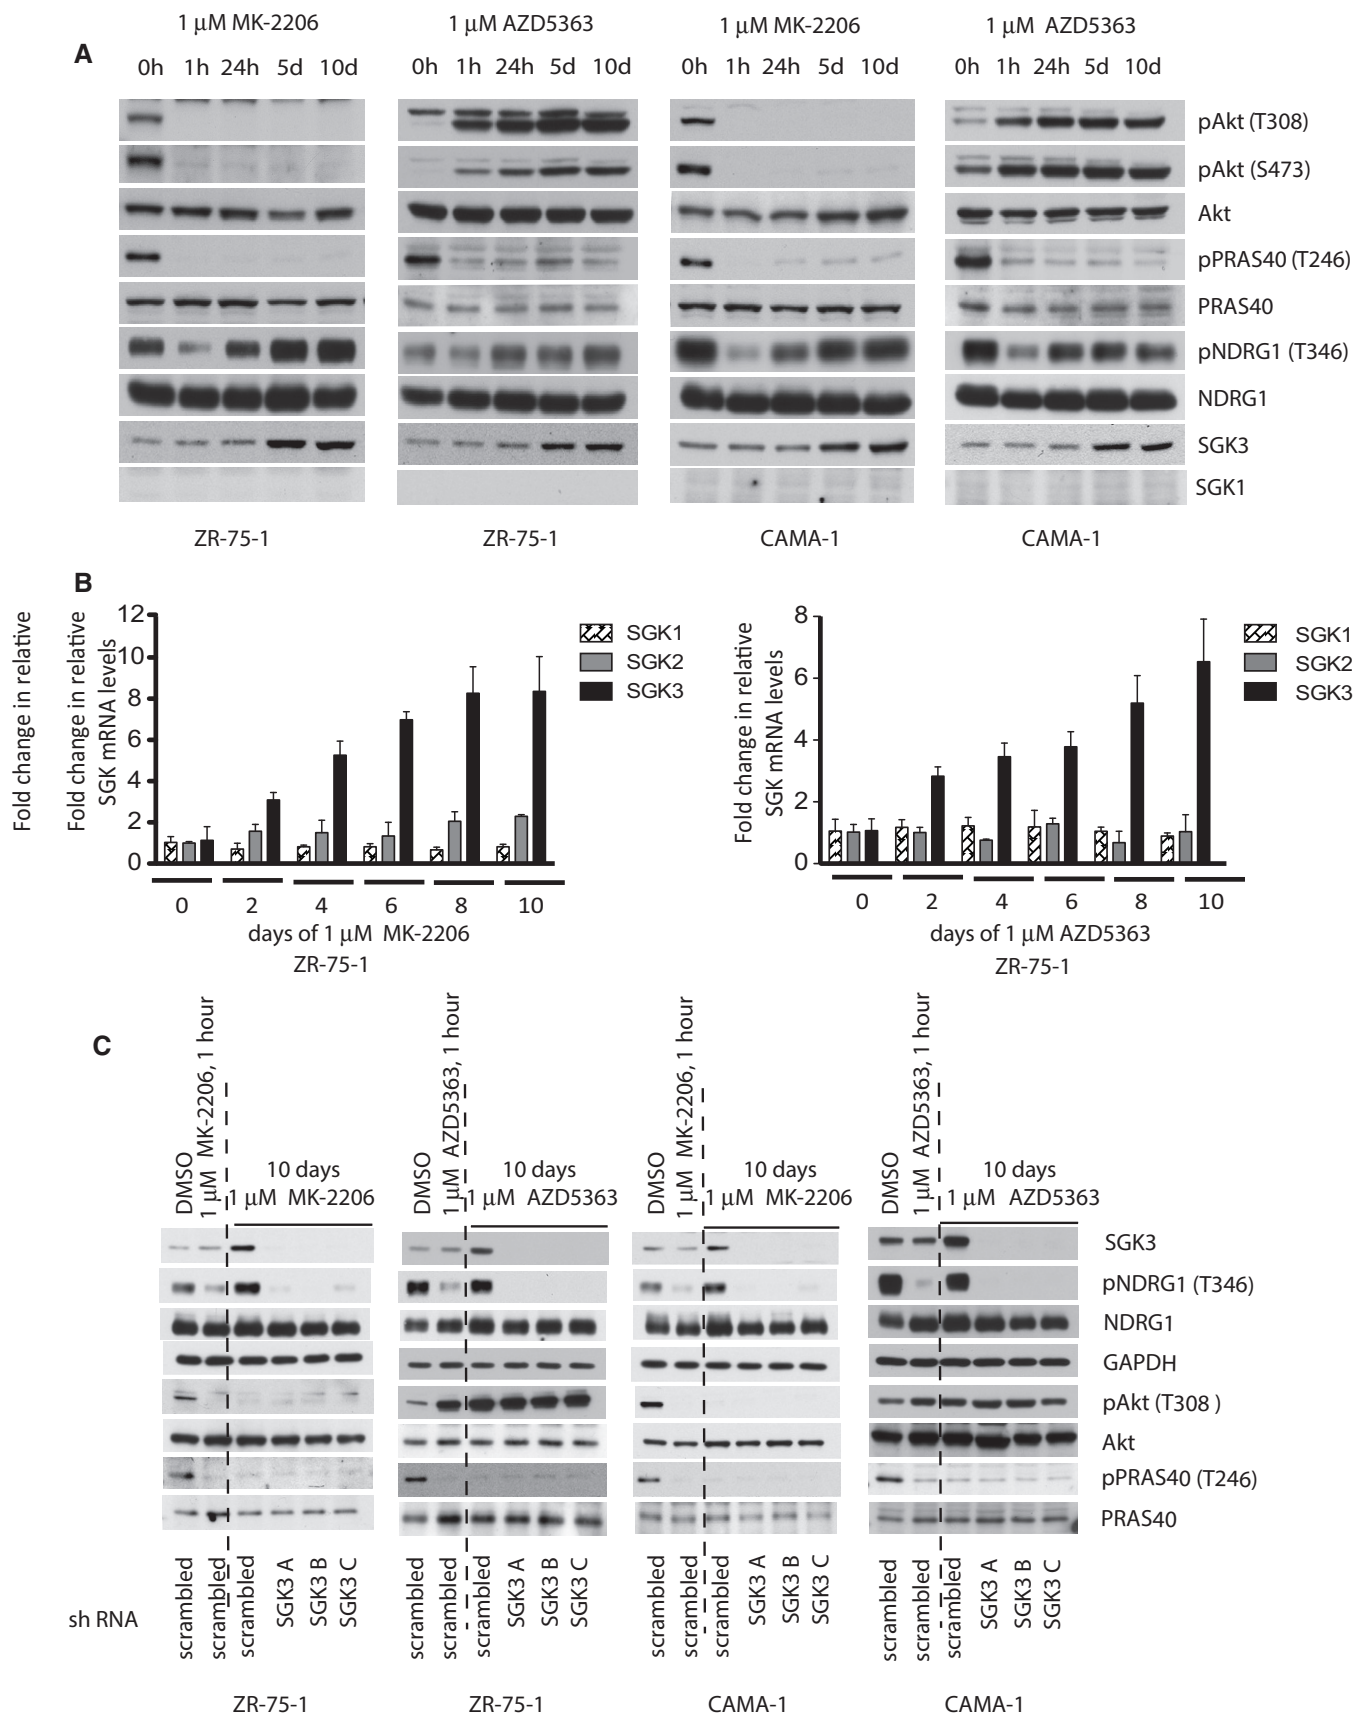 A
1 μM MK-2206
1 μM AZD5363
1 μM MK-2206
1 μM AZD5363
0h 1h 24h 5d 10d
0h 1h 24h 5d 10d
0h 1h 24h 5d 10d
0h 1h 24h 5d 10d
pAkt (T308)
pAkt (S473)
Akt
pPRAS40 (T246)
PRAS40
pNDRG1 (T346)
NDRG1
SGK3
SGK1
ZR-75-1
ZR-75-1
CAMA-1
CAMA-1
B
Fold change in relative
Fold change in relative
SGK mRNA levels
12
10
8
6
4
2
0
SGK1
SGK2
SGK3
0 2 4 6 8 10
days of 1 μM MK-2206
ZR-75-1
Fold change in relative
SGK mRNA levels
8
6
4
2
0
SGK1
SGK2
SGK3
0 2 4 6 8 10
days of 1 μM AZD5363
ZR-75-1
C
DMSO
1 μM MK-2206, 1 hour
10 days
1 μM MK-2206
DMSO
1 μM AZD5363, 1 hour
10 days
1 μM AZD5363
DMSO
1 μM MK-2206, 1 hour
10 days
1 μM MK-2206
DMSO
1 μM AZD5363, 1 hour
10 days
1 μM AZD5363
SGK3
pNDRG1 (T346)
NDRG1
GAPDH
pAkt (T308 )
Akt
pPRAS40 (T246)
PRAS40
sh RNA
scrambled
scrambled
scrambled
SGK3 A
SGK3 B
SGK3 C
scrambled
scrambled
scrambled
SGK3 A
SGK3 B
SGK3 C
scrambled
scrambled
scrambled
SGK3 A
SGK3 B
SGK3 C
scrambled
scrambled
scrambled
SGK3 A
SGK3 B
SGK3 C
ZR-75-1
ZR-75-1
CAMA-1
CAMA-1